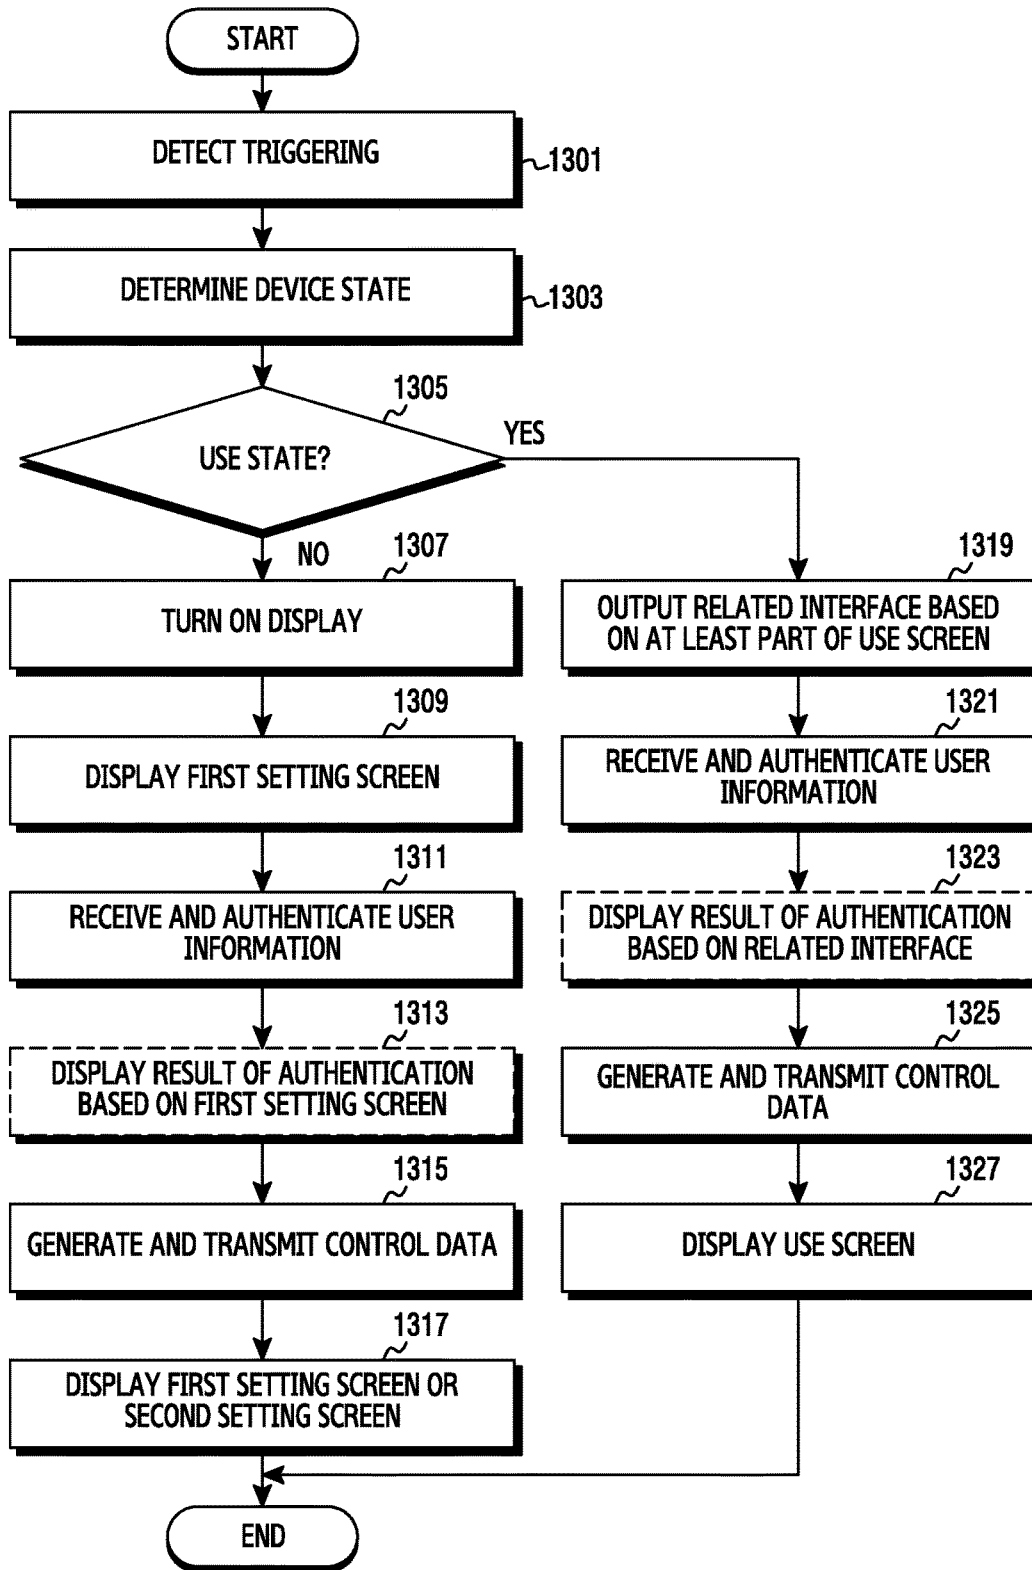 START
DETECT TRIGGERING
1301
DETERMINE DEVICE STATE
1303
1305
USE STATE?
YES
NO
1307
TURN ON DISPLAY
1309
DISPLAY FIRST SETTING SCREEN
1311
RECEIVE AND AUTHENTICATE USER
INFORMATION
1313
DISPLAY RESULT OF AUTHENTICATION
BASED ON FIRST SETTING SCREEN
1315
GENERATE AND TRANSMIT CONTROL DATA
1317
DISPLAY FIRST SETTING SCREEN OR
SECOND SETTING SCREEN
1319
OUTPUT RELATED INTERFACE BASED
ON AT LEAST PART OF USE SCREEN
1321
RECEIVE AND AUTHENTICATE USER
INFORMATION
1323
DISPLAY RESULT OF AUTHENTICATION
BASED ON RELATED INTERFACE
1325
GENERATE AND TRANSMIT CONTROL
DATA
1327
DISPLAY USE SCREEN
END